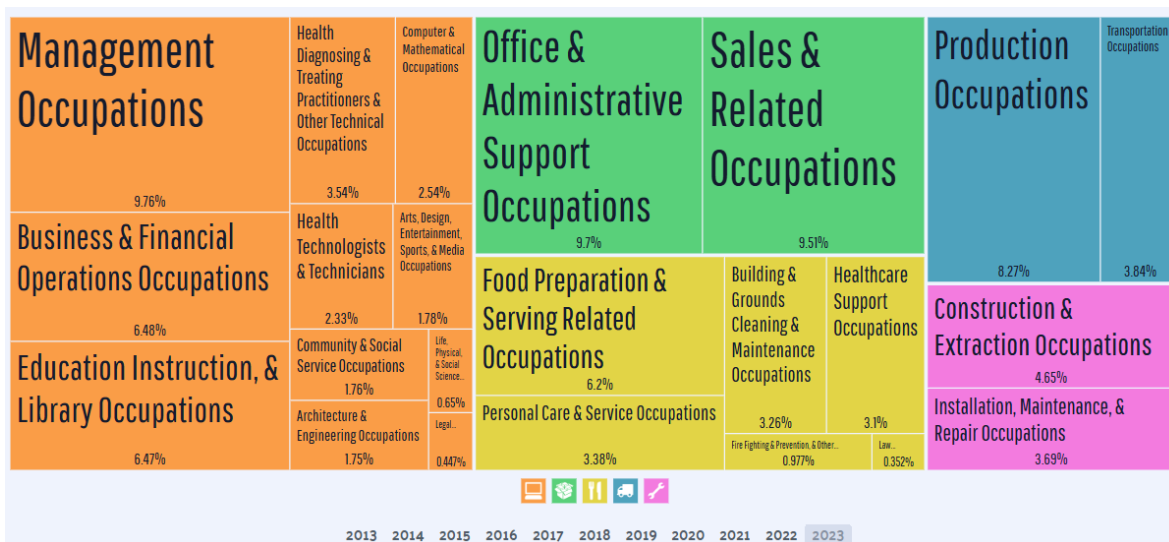 Management
Occupations
9.76%
Business & Financial
Operations Occupations
6.48%
Education Instruction, &
Library Occupations
6.47%
Health
Diagnosing &
Treating
Practitioners &
Other Technical
Occupations
3.54%
Computer &
Mathematical
Occupations
2.54%
Health
Technologists
& Technicians
2.33%
Arts, Design,
Entertainment,
Sports, & Media
Occupations
1.78%
Community & Social
Service Occupations
1.76%
Architecture &
Engineering Occupations
1.75%
Life,
Physical,
& Social
Science...
0.65%
Legal...
0.447%
Office &
Administrative
Support
Occupations
9.7%
Sales &
Related
Occupations
9.51%
Food Preparation &
Serving Related
Occupations
6.2%
Personal Care & Service Occupations
3.38%
Building &
Grounds
Cleaning &
Maintenance
Occupations
3.26%
Healthcare
Support
Occupations
3.1%
Fire Fighting & Prevention, & Other...
0.977%
Law...
0.352%
Production
Occupations
8.27%
Transportation
Occupations
3.84%
Construction &
Extraction Occupations
4.65%
Installation, Maintenance, &
Repair Occupations
3.69%
2013 2014 2015 2016 2017 2018 2019 2020 2021 2022 2023